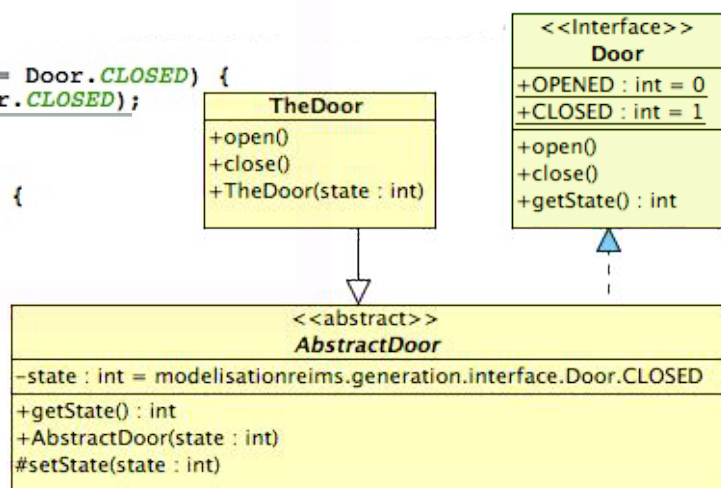 = Door.CLOSED) {
r.CLOSED);
{
TheDoor
+open()
+close()
+TheDoor(state : int)
<<Interface>>
Door
+OPENED : int = 0
+CLOSED : int = 1
+open()
+close()
+getState() : int
<<abstract>>
AbstractDoor
-state : int = modelisationreims.generation.interface.Door.CLOSED
+getState() : int
+AbstractDoor(state : int)
#setState(state : int)